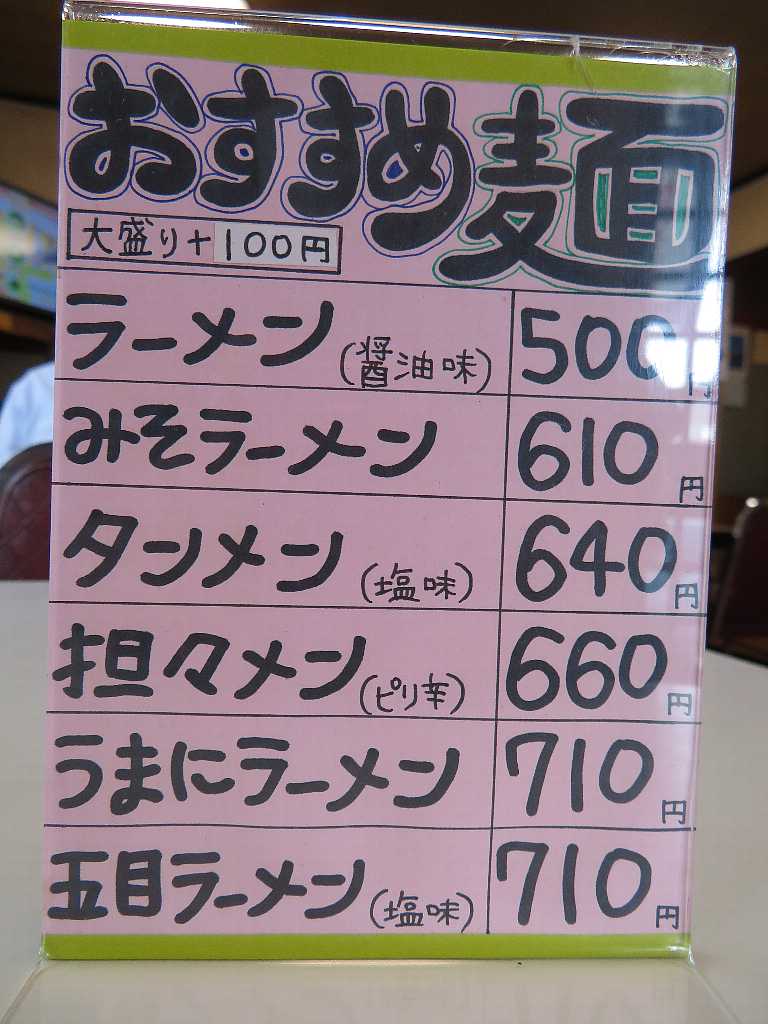 おすすめ麺
大盛り+100円
ラーメン(醤油味) 500円
みそラーメン 610円
タンメン(塩味) 640円
担々メン(ピリ辛) 660円
うまにラーメン 710円
五目ラーメン(塩味) 710円